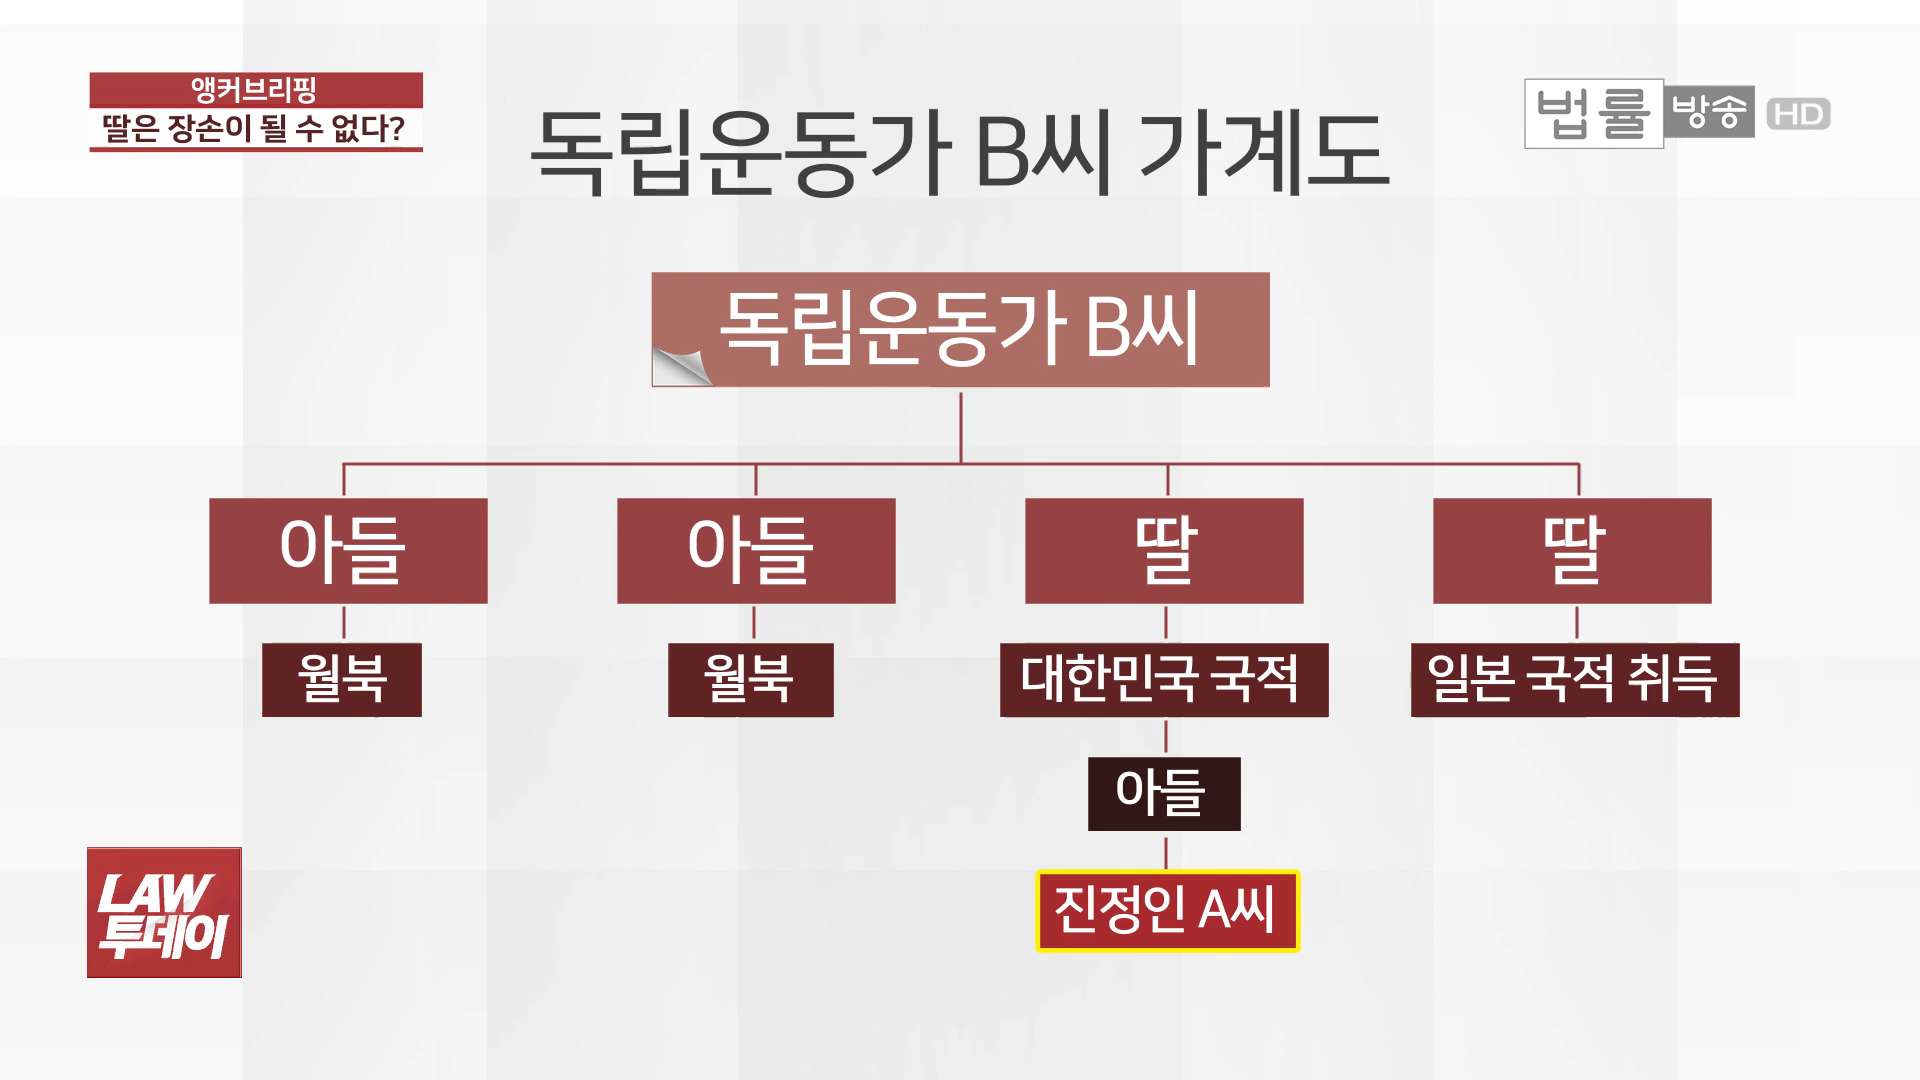 앵커브리핑
딸은 장손이 될 수 없다?
독립운동가 B씨 가계도
법률방송 HD
독립운동가 B씨
아들 아들 딸 딸
월북 월북 대한민국 국적 일본 국적 취득
아들
진정인 A씨
LAW
투데이